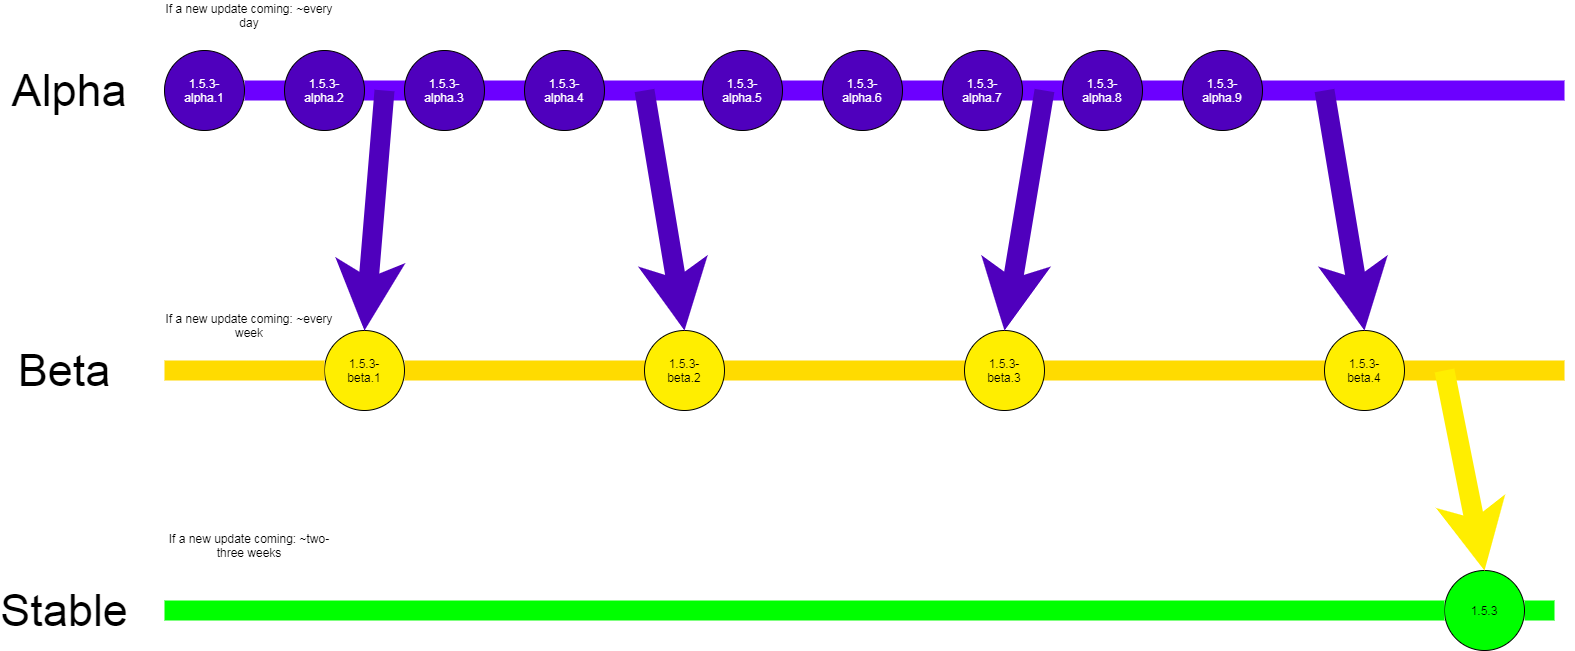 If a new update coming: ~every
day
Alpha
1.5.3-
alpha.1
1.5.3-
alpha.2
1.5.3-
alpha.3
1.5.3-
alpha.4
1.5.3-
alpha.5
1.5.3-
alpha.6
1.5.3-
alpha.7
1.5.3-
alpha.8
1.5.3-
alpha.9
If a new update coming: ~every
week
Beta
1.5.3-
beta.1
1.5.3-
beta.2
1.5.3-
beta.3
1.5.3-
beta.4
If a new update coming: ~two-
three weeks
Stable
1.5.3